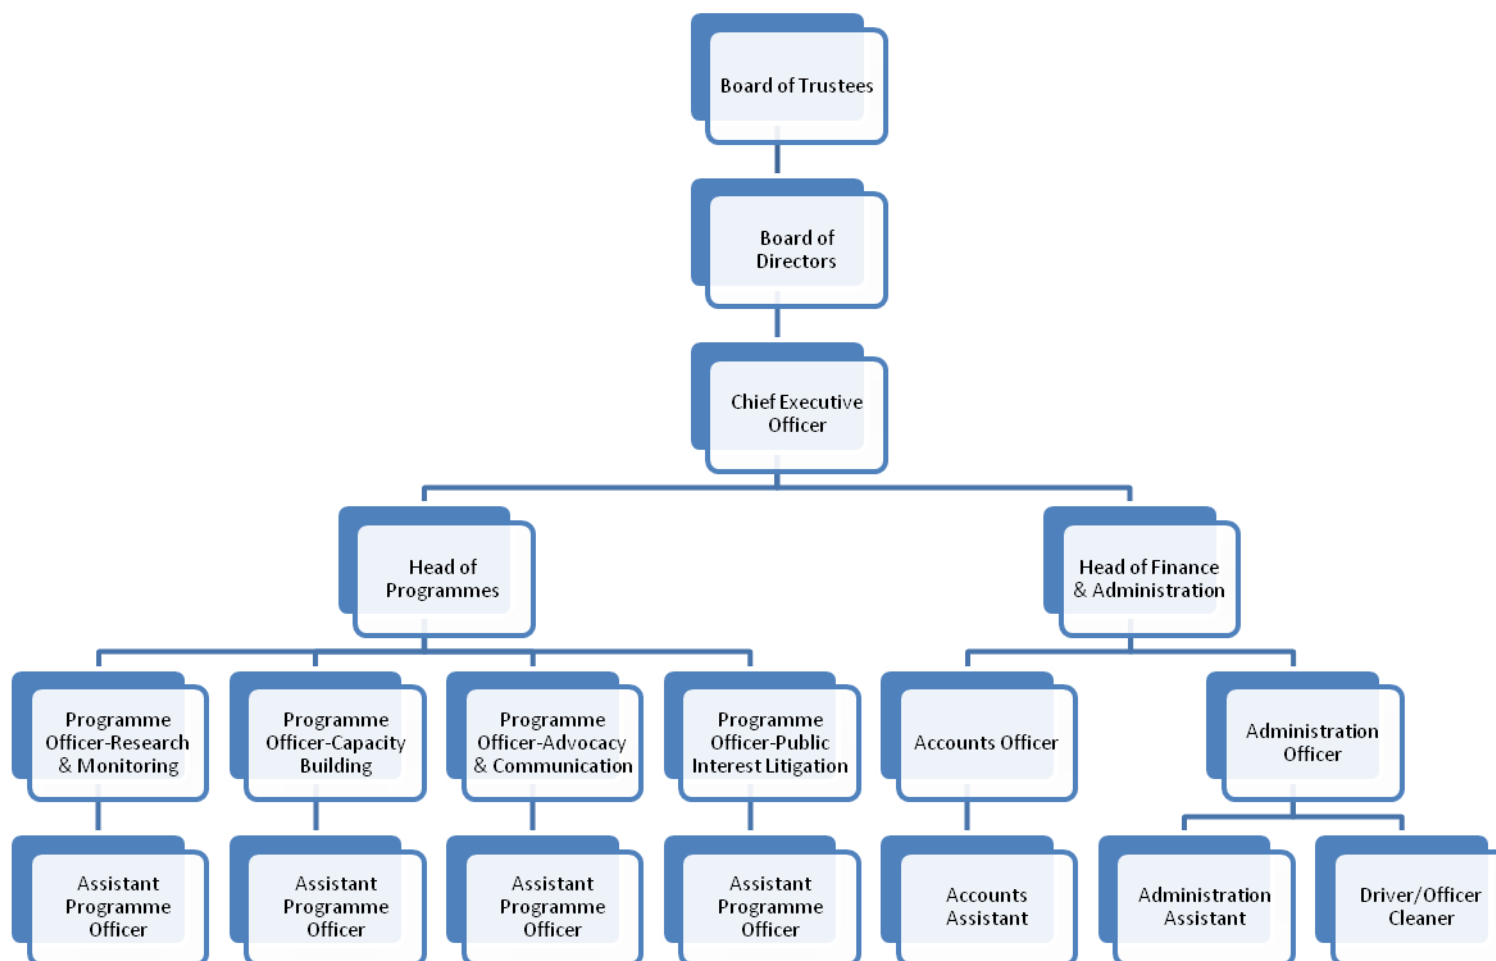 Board of Trustees
Board of
Directors
Chief Executive
Officer
Head of
Programmes
Head of Finance
& Administration
Programme
Officer-Research
& Monitoring
Programme
Officer-Capacity
Building
Programme
Officer-Advocacy
& Communication
Programme
Officer-Public
Interest Litigation
Accounts Officer
Administration
Officer
Assistant
Programme
Officer
Assistant
Programme
Officer
Assistant
Programme
Officer
Assistant
Programme
Officer
Accounts
Assistant
Administration
Assistant
Driver/Officer
Cleaner